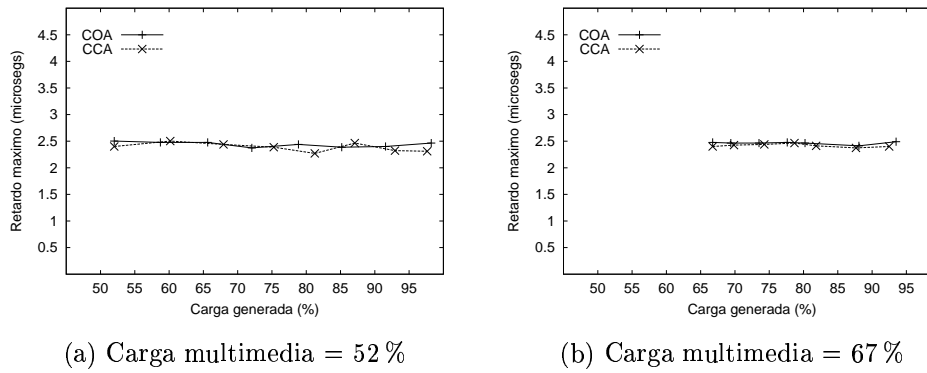 4.5
4
3.5
3
2.5
2
1.5
1
0.5
Retardo maximo (microsegs)
COA
CCA
50 55 60 65 70 75 80 85 90 95
Carga generada (%)
(a) Carga multimedia = 52 %
4.5
4
3.5
3
2.5
2
1.5
1
0.5
Retardo maximo (microsegs)
COA
CCA
50 55 60 65 70 75 80 85 90 95
Carga generada (%)
(b) Carga multimedia = 67 %